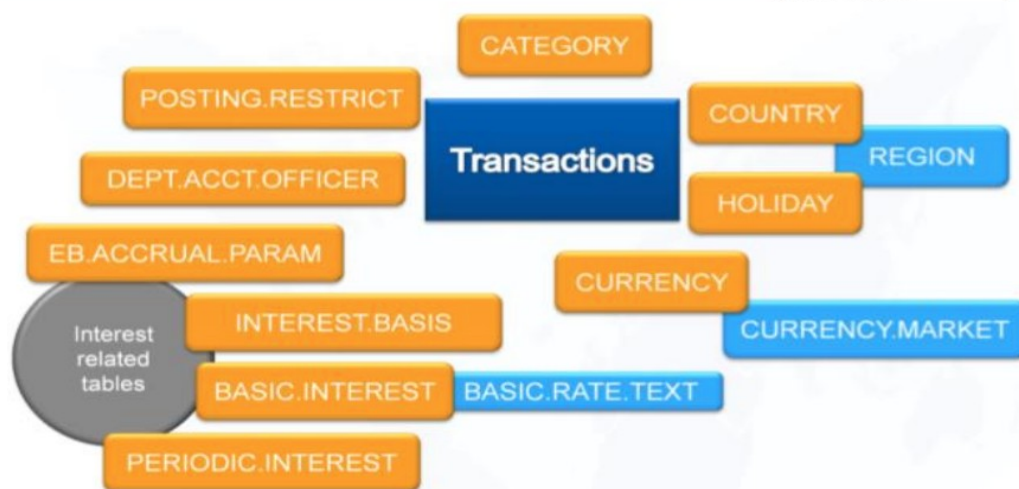 CATEGORY
POSTING.RESTRICT
COUNTRY
Transactions
REGION
DEPT.ACCT.OFFICER
HOLIDAY
EB.ACCRUAL.PARAM
CURRENCY
INTEREST.BASIS
CURRENCY.MARKET
Interest
related
tables
BASIC.INTEREST
BASIC.RATE.TEXT
PERIODIC.INTEREST